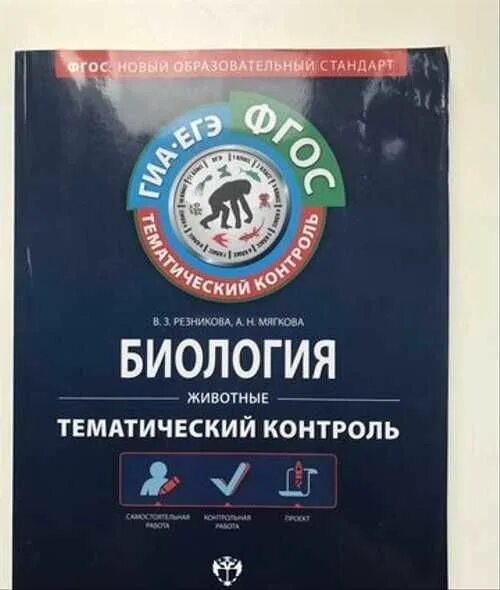 ФГОС: НОВЫЙ ОБРАЗОВАТЕЛЬНЫЙ СТАНДАРТ
ГИА·ЕГЭ
ФГОС
ТЕМАТИЧЕСКИЙ КОНТРОЛЬ
В. З. РЕЗНИКОВА, А. Н. МЯГКОВА
БИОЛОГИЯ
ЖИВОТНЫЕ
ТЕМАТИЧЕСКИЙ КОНТРОЛЬ
САМОСТОЯТЕЛЬНАЯ
РАБОТА
КОНТРОЛЬНАЯ
РАБОТА
ПРОЕКТ